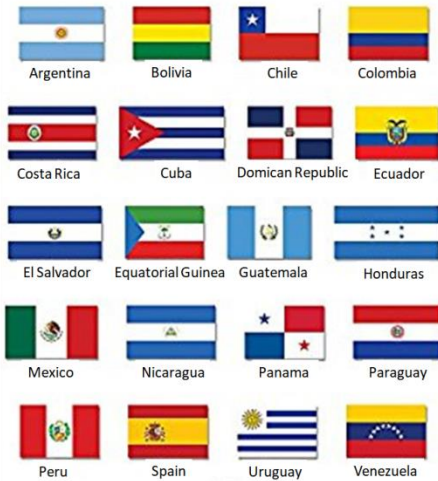 Argentina Bolivia Chile Colombia
Costa Rica Cuba Domican Republic Ecuador
El Salvador Equatorial Guinea Guatemala Honduras
Mexico Nicaragua Panama Paraguay
Peru Spain Uruguay Venezuela